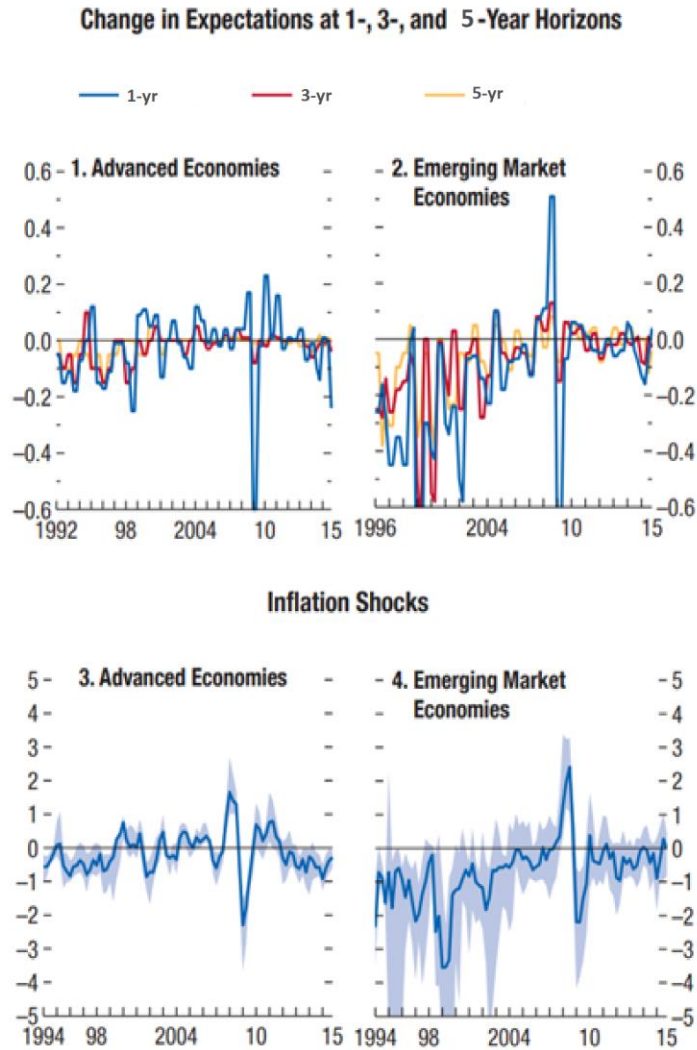 Change in Expectations at 1-, 3-, and 5-Year Horizons
1-yr 3-yr 5-yr
1. Advanced Economies
0.6
0.4
0.2
0.0
–0.2
–0.4
–0.6
1992 98 2004 10 15
2. Emerging Market
Economies
0.6
0.4
0.2
0.0
–0.2
–0.4
–0.6
1996 2004 10 15
Inflation Shocks
3. Advanced Economies
5
4
3
2
1
0
–1
–2
–3
–4
–5
1994 98 2004 10 15
4. Emerging Market
Economies
5
4
3
2
1
0
–1
–2
–3
–4
–5
1994 98 2004 10 15